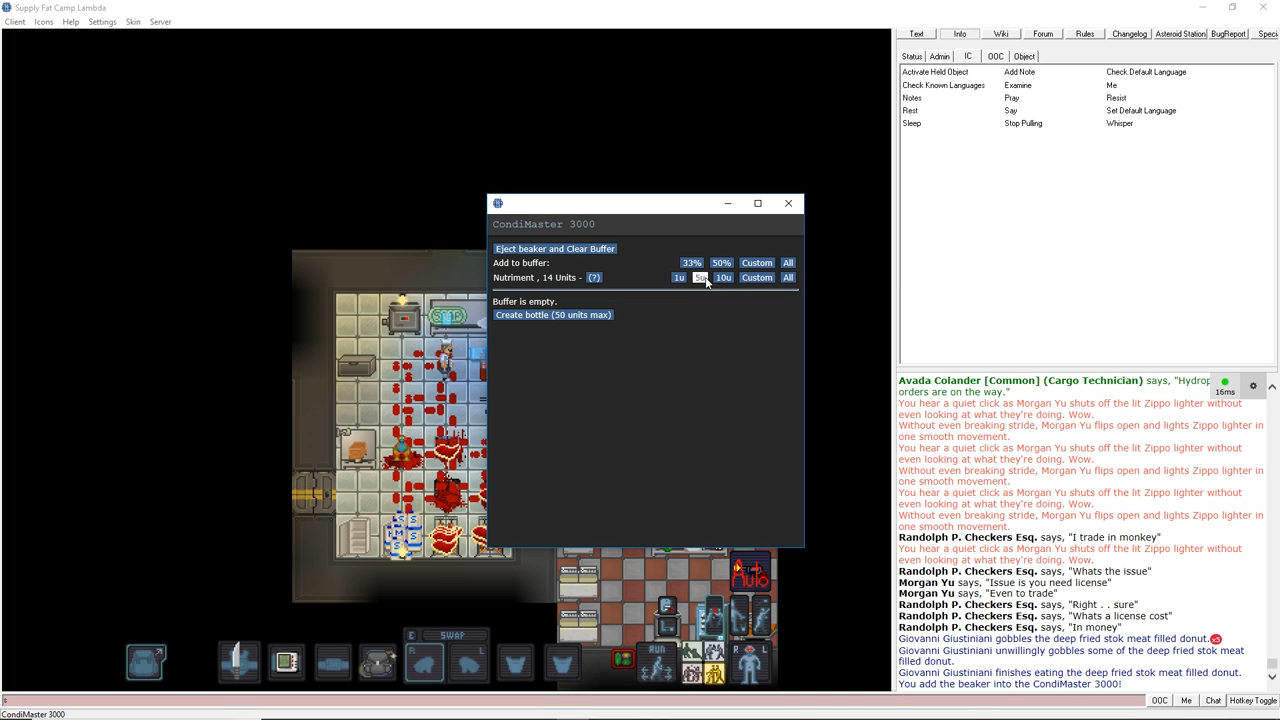 Supply Fat Camp Lambda
Client Icons Help Settings Skin Server
Text Info Wiki Forum Rules Changelog Asteroid Station BugReport Speci
Status Admin IC OOC Object
Activate Held Object Add Note Check Default Language
Check Known Languages Examine Me
Notes Pray Resist
Rest Say Set Default Language
Sleep Stop Pulling Whisper
CondiMaster 3000
Eject beaker and Clear Buffer
Add to buffer: 33% 50% Custom All
Nutriment , 14 Units - (?) 1u 5u 10u Custom All
Buffer is empty.
Create bottle (50 units max)
16ms
Avada Colander [Common] (Cargo Technician) says, "Hydrop
orders are on the way."
You hear a quiet click as Morgan Yu shuts off the lit Zippo lighter without
even looking at what they're doing. Wow.
Without even breaking stride, Morgan Yu flips open and lights Zippo lighter in
one smooth movement.
You hear a quiet click as Morgan Yu shuts off the lit Zippo lighter without
even looking at what they're doing. Wow.
Without even breaking stride, Morgan Yu flips open and lights Zippo lighter in
one smooth movement.
You hear a quiet click as Morgan Yu shuts off the lit Zippo lighter without
even looking at what they're doing. Wow.
Without even breaking stride, Morgan Yu flips open and lights Zippo lighter in
one smooth movement.
Randolph P. Checkers Esq. says, "I trade in monkey"
You hear a quiet click as Morgan Yu shuts off the lit Zippo lighter without
even looking at what they're doing. Wow.
Randolph P. Checkers Esq. says, "Whats the issue"
Morgan Yu says, "Issue is you need license"
Morgan Yu says, "Even to trade"
Randolph P. Checkers Esq. says, "Right . . sure"
Randolph P. Checkers Esq. says, "Whats a license cost"
Randolph P. Checkers Esq. says, "In money"
Giovanni Giustiniani gobbles the deep fried stok meat filled donut. x5
Giovanni Giustiniani unwillingly gobbles some of the deep fried stok meat
filled donut.
Giovanni Giustiniani finishes eating the deep fried stok meat filled donut.
You add the beaker into the CondiMaster 3000!
Auto
E SWAP
R L
RUN
R L
OOC Me Chat Hotkey Toggle
CondiMaster 3000